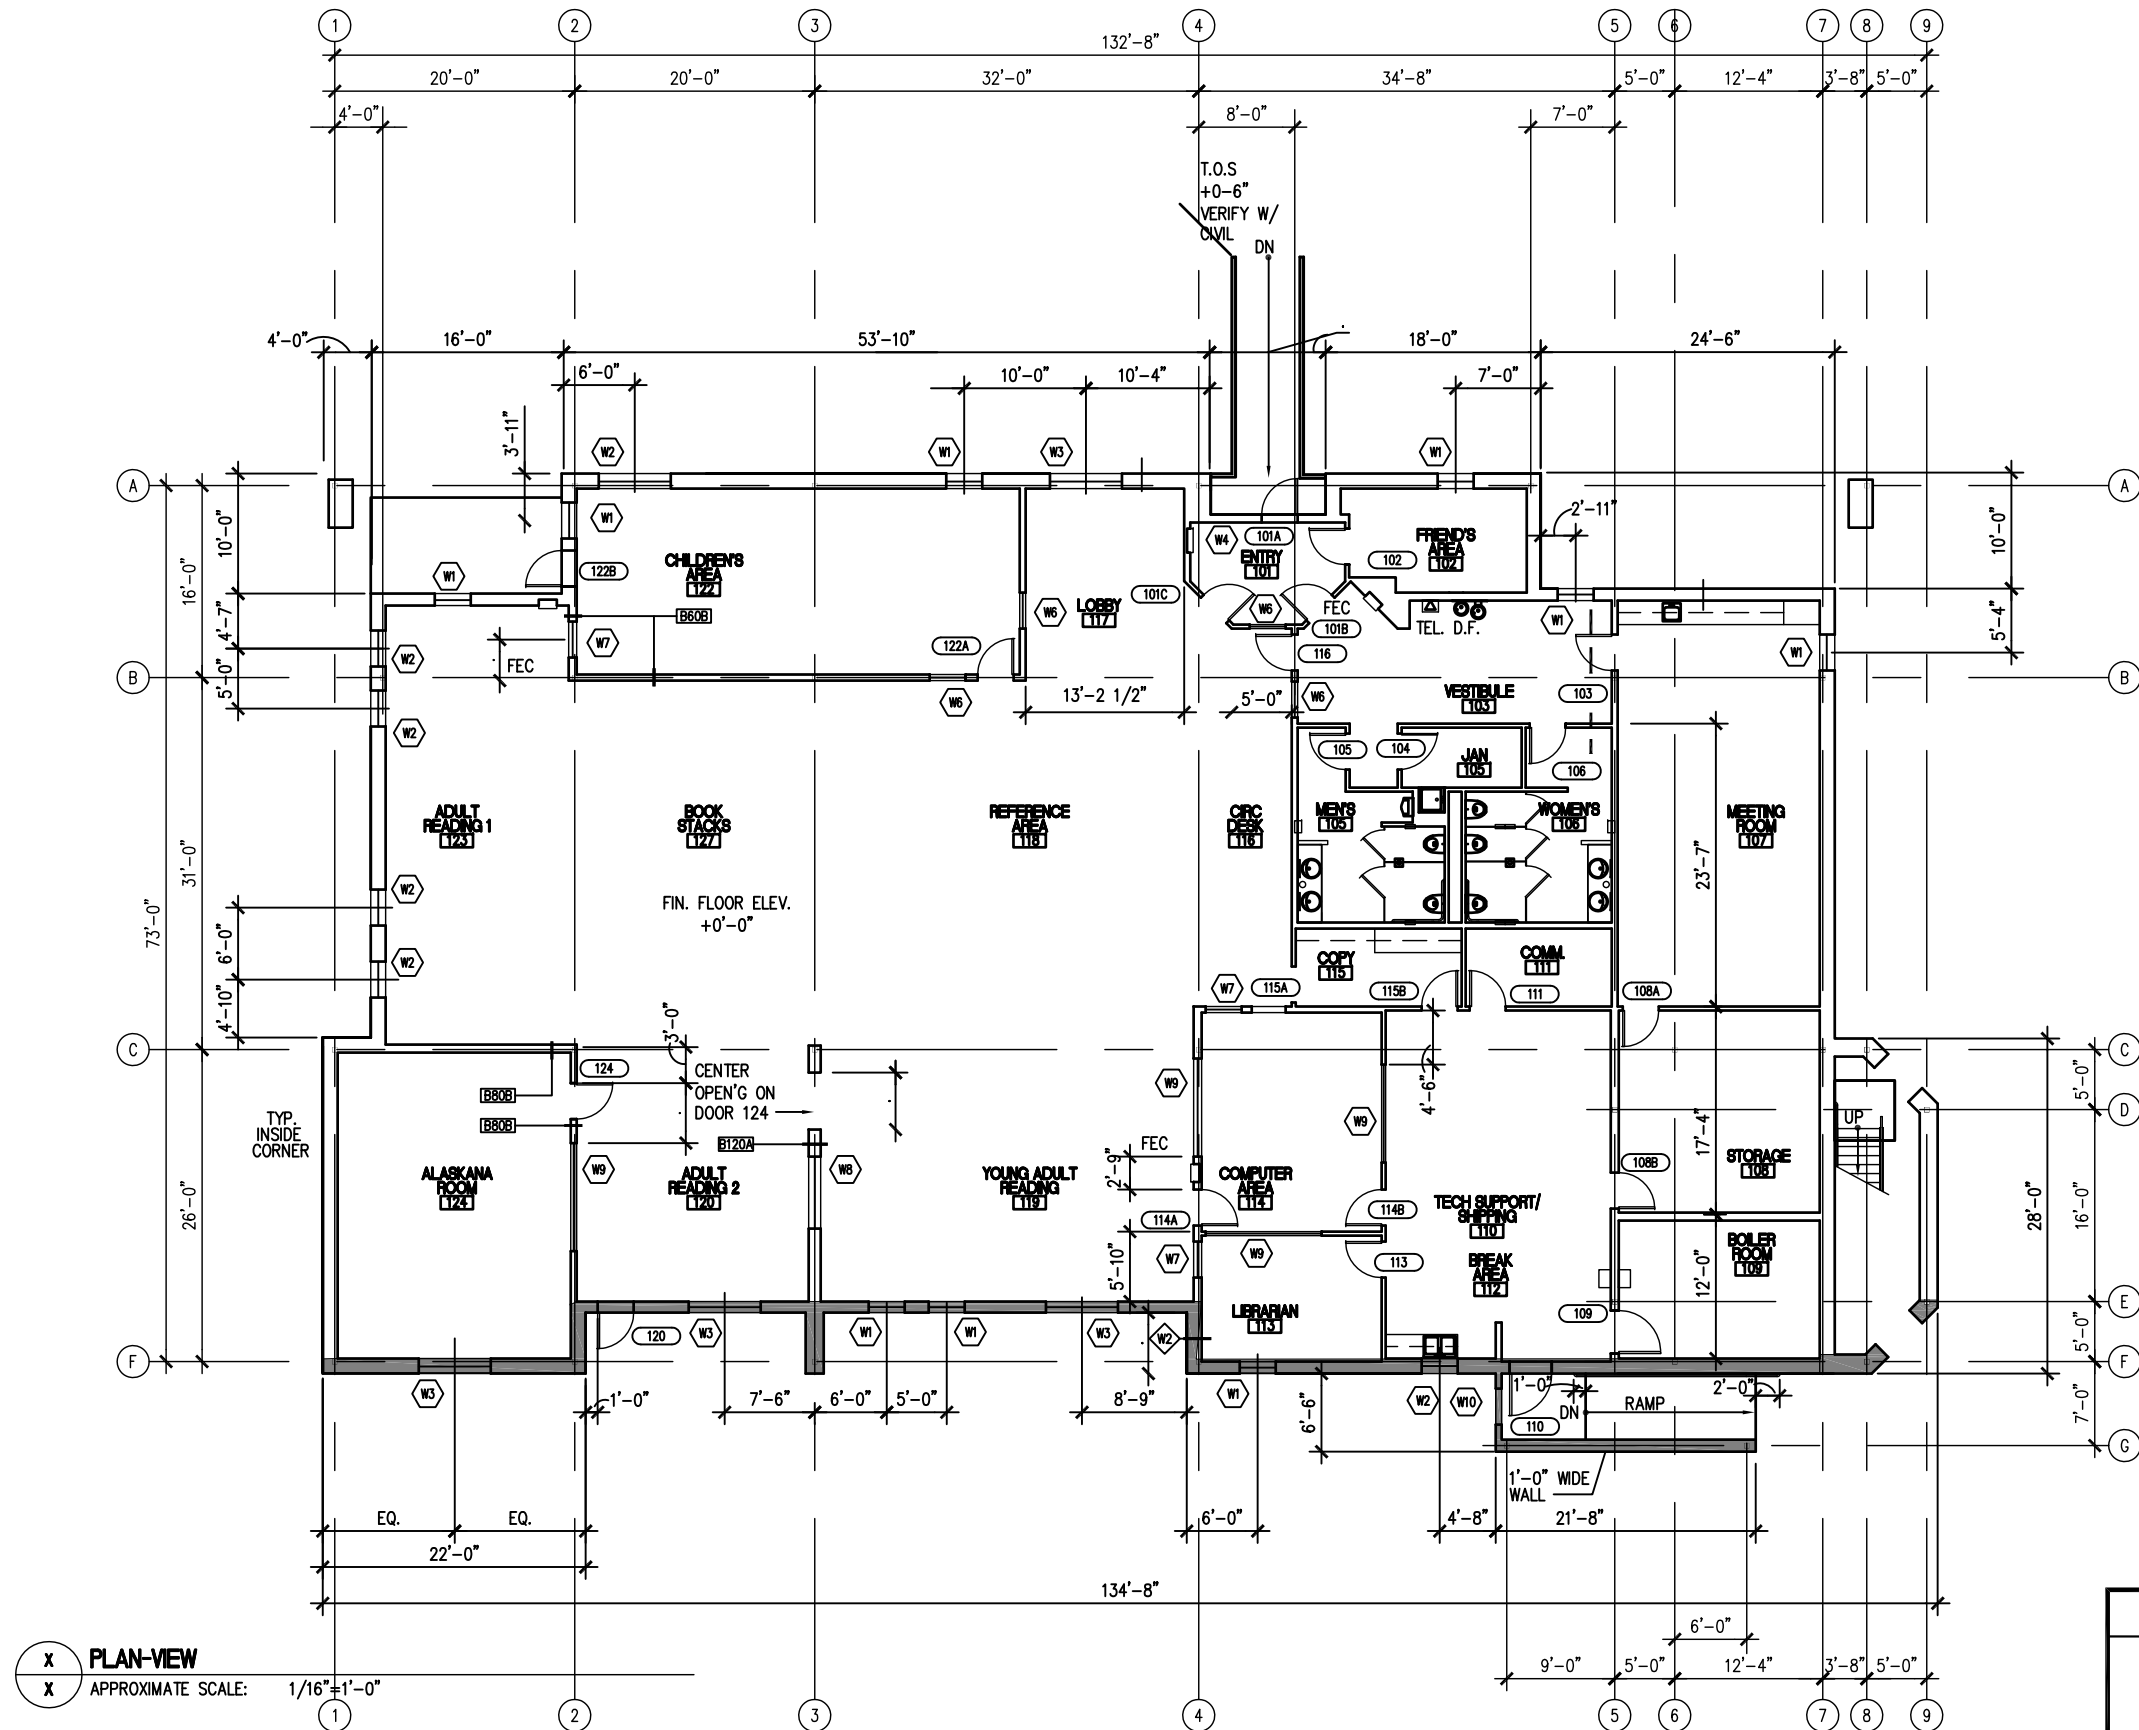 1 2 3 4 5 6 7 8 9
132'-8"
20'-0" 20'-0" 32'-0" 34'-8" 5'-0" 12'-4" 3'-8" 5'-0"
4'-0" 8'-0" 7'-0"
T.O.S
+0-6"
VERIFY W/
CIVIL
DN
4'-0" 16'-0" 53'-10" 18'-0" 24'-6"
6'-0" 10'-0" 10'-4" 7'-0"
3'-11"
W2 W1 W3 W1
A A
W1 W4 101A 2'-11"
10'-0" 16'-0" 10'-0"
CHILDREN'S
AREA
122
122B
ENTRY
101
102
FRIEND'S
AREA
102
W1
101C
B60B
W6
LOBBY
117
W6
FEC
101B
TEL. D.F.
W1
4'-7"
5'-4"
W2
FEC
W7
122A
116
W1
B B
5'-0"
W6
13'-2 1/2"
5'-0"
W6
VESTIBULE
103
103
W2
105
104
JAN
105
106
ADULT
READING 1
123
BOOK
STACKS
127
REFERENCE
AREA
118
CIRC
DESK
116
MEN'S
105
WOMEN'S
106
MEETING
ROOM
107
73'-0"
31'-0"
23'-7"
W2
FIN. FLOOR ELEV.
+0'-0"
6'-0"
W2
COPY
115
COMM.
111
4'-10"
W7
115A
115B
111
108A
C C
3'-0"
124
CENTER
OPEN'G ON
DOOR 124
B80B
B80B
TYP.
INSIDE
CORNER
B120A
W9
W9
4'-6"
5'-0"
D
UP
17'-4"
FEC
W9
W8
2'-9"
108B
STORAGE
108
ALASKANA
ROOM
124
ADULT
READING 2
120
YOUNG ADULT
READING
119
COMPUTER
AREA
114
TECH SUPPORT/
SHIPPING
110
26'-0"
28'-0"
16'-0"
114A
114B
W7
W9
113
BREAK
AREA
112
BOILER
ROOM
109
5'-10"
12'-0"
LIBRARIAN
113
109
E
120
W3
W1
W1
W3
W2
5'-0"
F F
W3
W1
W2
W10
1'-0"
2'-0"
1'-0"
7'-6" 6'-0" 5'-0" 8'-9"
6'-6"
DN
RAMP
110
7'-0"
G
1'-0" WIDE
WALL
EQ. EQ.
6'-0" 4'-8" 21'-8"
22'-0"
134'-8"
6'-0"
9'-0" 5'-0" 12'-4" 3'-8" 5'-0"
X PLAN-VIEW
X APPROXIMATE SCALE: 1/16"=1'-0"
1 2 3 4 5 6 7 8 9